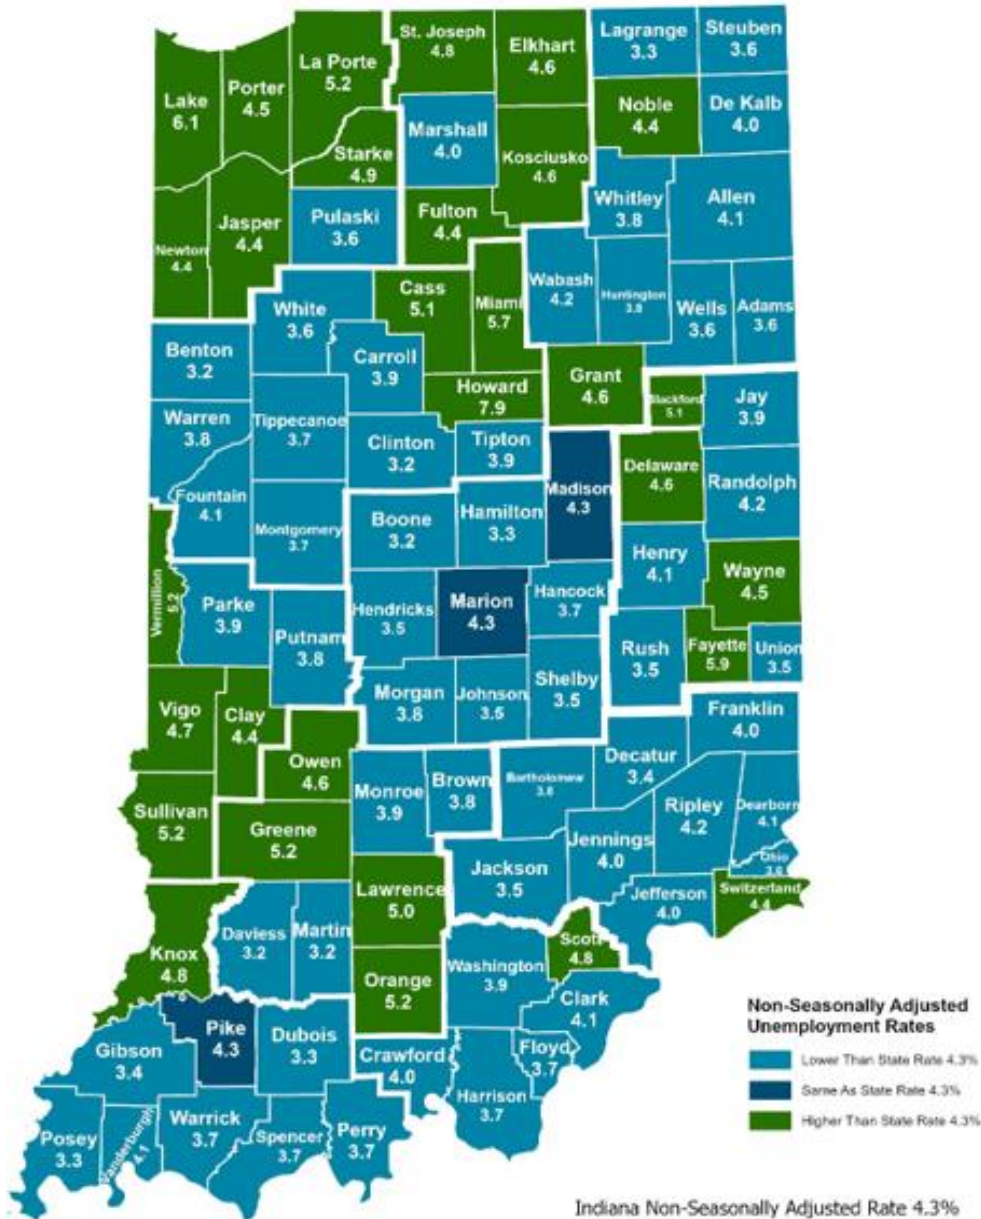 St. Joseph
4.8
Elkhart
4.6
Lagrange
3.3
Steuben
3.6
La Porte
5.2
Porter
4.5
Lake
6.1
Noble
4.4
De Kalb
4.0
Marshall
4.0
Starke
4.9
Kosciusko
4.6
Whitley
3.8
Allen
4.1
Pulaski
3.6
Fulton
4.4
Jasper
4.4
Newton
4.4
Wabash
4.2
Huntington
3.8
Wells
3.6
Adams
3.6
White
3.6
Cass
5.1
Miami
5.7
Benton
3.2
Carroll
3.9
Howard
7.9
Grant
4.6
Blackford
5.1
Jay
3.9
Warren
3.8
Tippecanoe
3.7
Clinton
3.2
Tipton
3.9
Madison
4.3
Delaware
4.6
Randolph
4.2
Fountain
4.1
Montgomery
3.7
Boone
3.2
Hamilton
3.3
Henry
4.1
Wayne
4.5
Vermillion
5.2
Parke
3.9
Putnam
3.8
Hendricks
3.5
Marion
4.3
Hancock
3.7
Rush
3.5
Fayette
5.9
Union
3.5
Vigo
4.7
Clay
4.4
Morgan
3.8
Johnson
3.5
Shelby
3.5
Franklin
4.0
Owen
4.6
Monroe
3.9
Brown
3.8
Bartholomew
3.8
Decatur
3.4
Sullivan
5.2
Greene
5.2
Ripley
4.2
Dearborn
4.1
Jennings
4.0
Ohio
3.6
Lawrence
5.0
Jackson
3.5
Jefferson
4.0
Switzerland
4.4
Knox
4.8
Daviess
3.2
Martin
3.2
Orange
5.2
Washington
3.9
Scott
4.8
Clark
4.1
Gibson
3.4
Pike
4.3
Dubois
3.3
Crawford
4.0
Floyd
3.7
Harrison
3.7
Posey
3.3
Vanderburgh
4.1
Warrick
3.7
Spencer
3.7
Perry
3.7
Non-Seasonally Adjusted
Unemployment Rates
Lower Than State Rate 4.3%
Same As State Rate 4.3%
Higher Than State Rate 4.3%
Indiana Non-Seasonally Adjusted Rate 4.3%